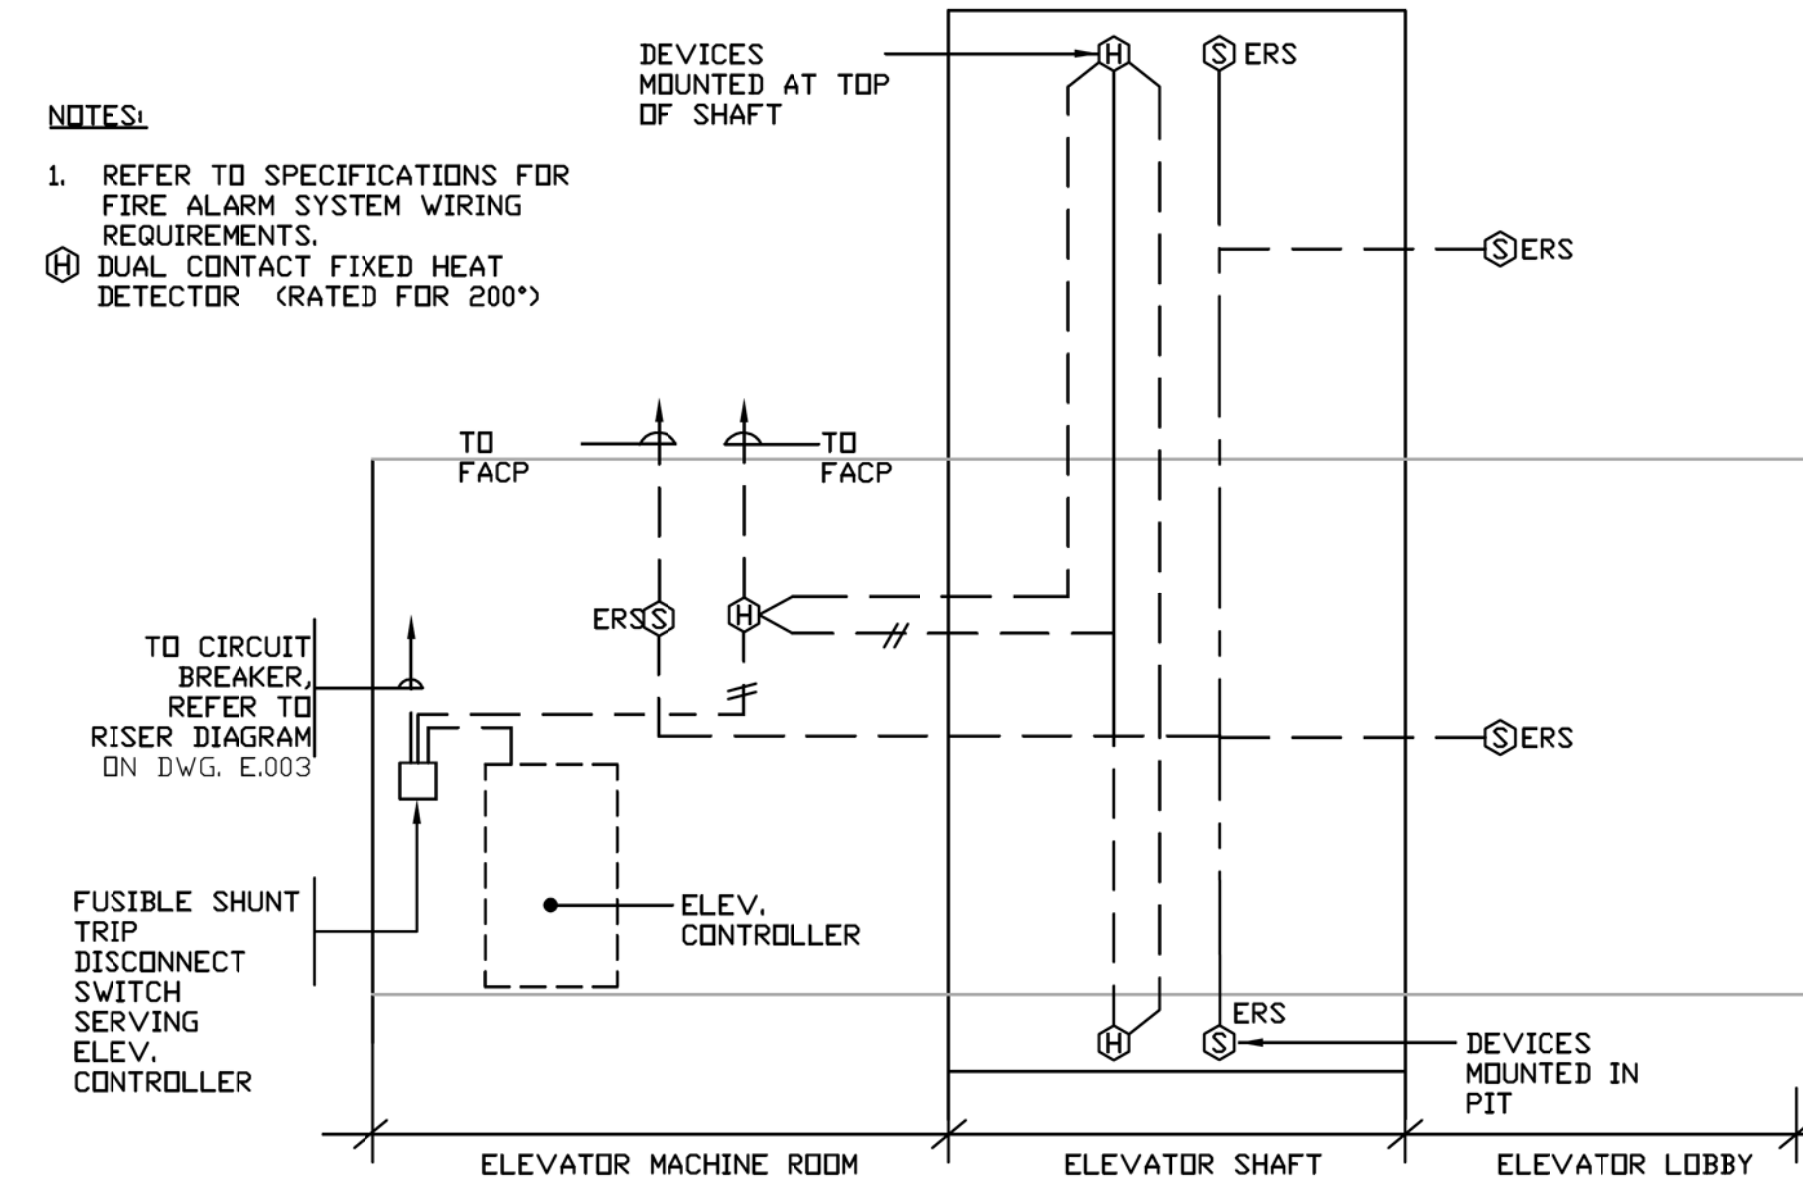 DEVICES
MOUNTED AT TOP
OF SHAFT
H
S ERS
NOTES:
1. REFER TO SPECIFICATIONS FOR
FIRE ALARM SYSTEM WIRING
REQUIREMENTS.
H DUAL CONTACT FIXED HEAT
DETECTOR (RATED FOR 200°)
S ERS
TO
FACP
TO
FACP
ERS S
H
TO CIRCUIT
BREAKER,
REFER TO
RISER DIAGRAM
ON DWG. E.003
S ERS
FUSIBLE SHUNT
TRIP
DISCONNECT
SWITCH
SERVING
ELEV.
CONTROLLER
ELEV.
CONTROLLER
H
ERS
S
DEVICES
MOUNTED IN
PIT
ELEVATOR MACHINE ROOM
ELEVATOR SHAFT
ELEVATOR LOBBY